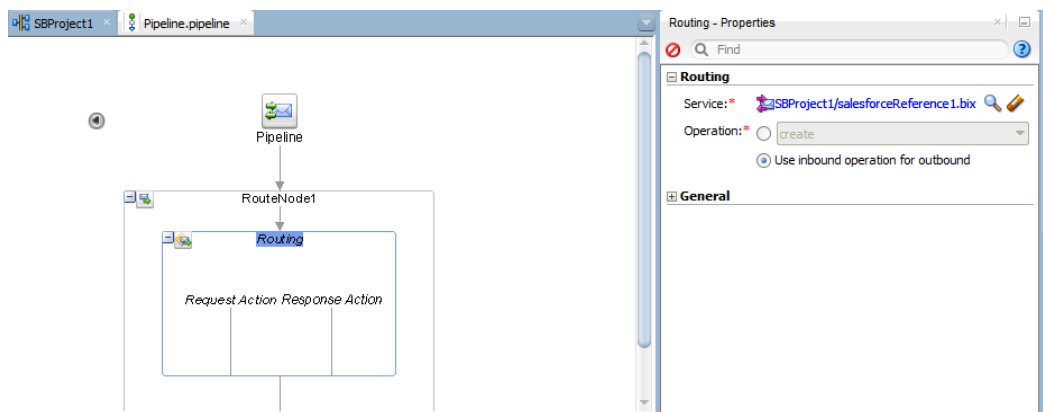 SBProject1
Pipeline.pipeline
Pipeline
RouteNode1
Routing
Request Action Response Action
Routing - Properties
Find
Routing
Service:* SBProject1/salesforceReference1.bix
Operation:* create
Use inbound operation for outbound
General